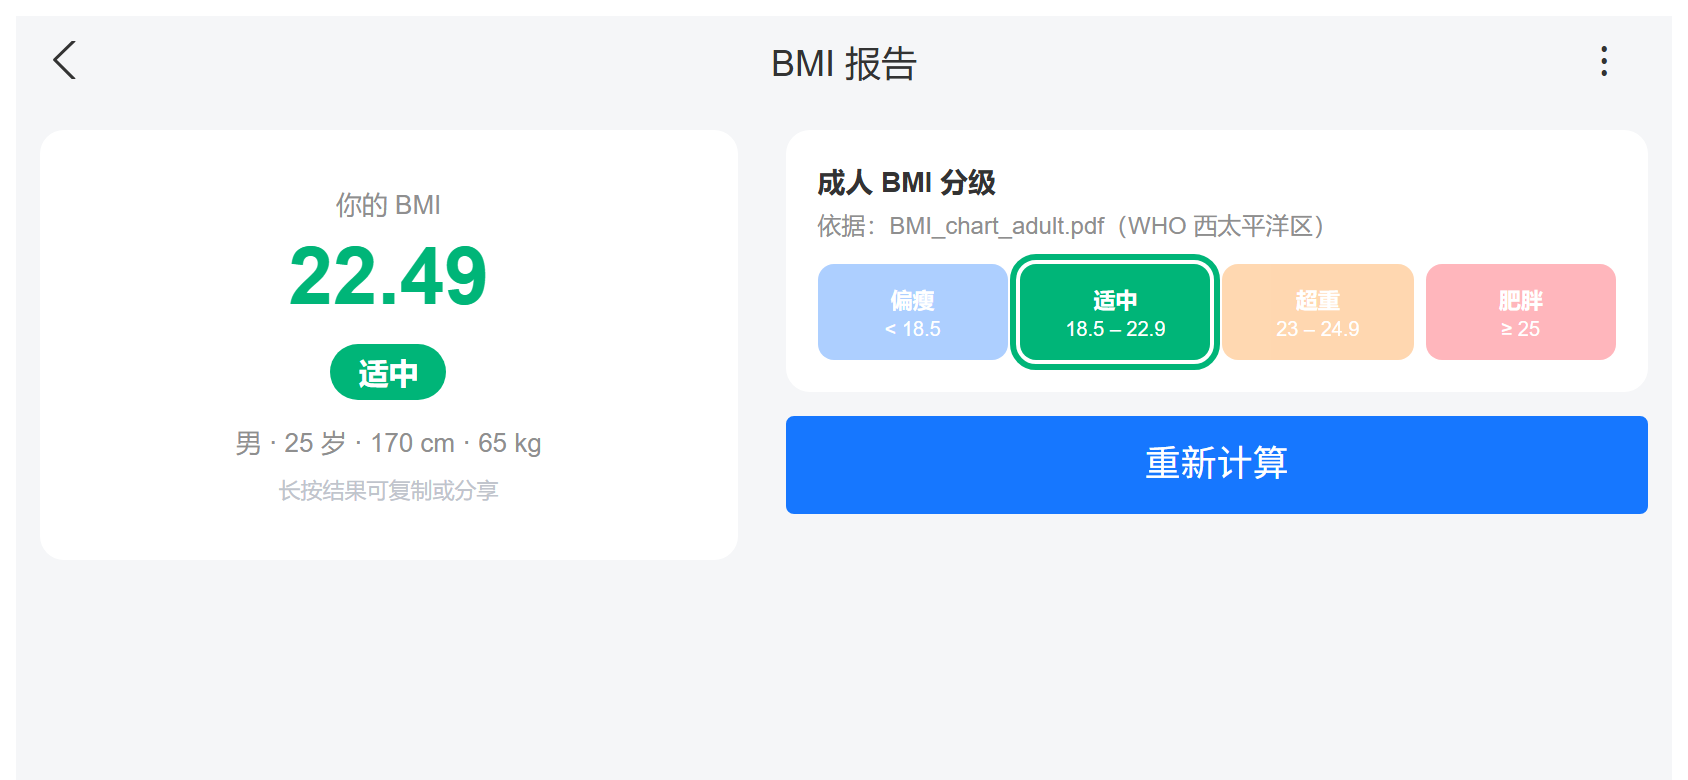 BMI 报告
你的 BMI
22.49
适中
男 · 25 岁 · 170 cm · 65 kg
长按结果可复制或分享
成人 BMI 分级
依据：BMI_chart_adult.pdf（WHO 西太平洋区）
偏瘦
< 18.5
适中
18.5 – 22.9
超重
23 – 24.9
肥胖
≥ 25
重新计算